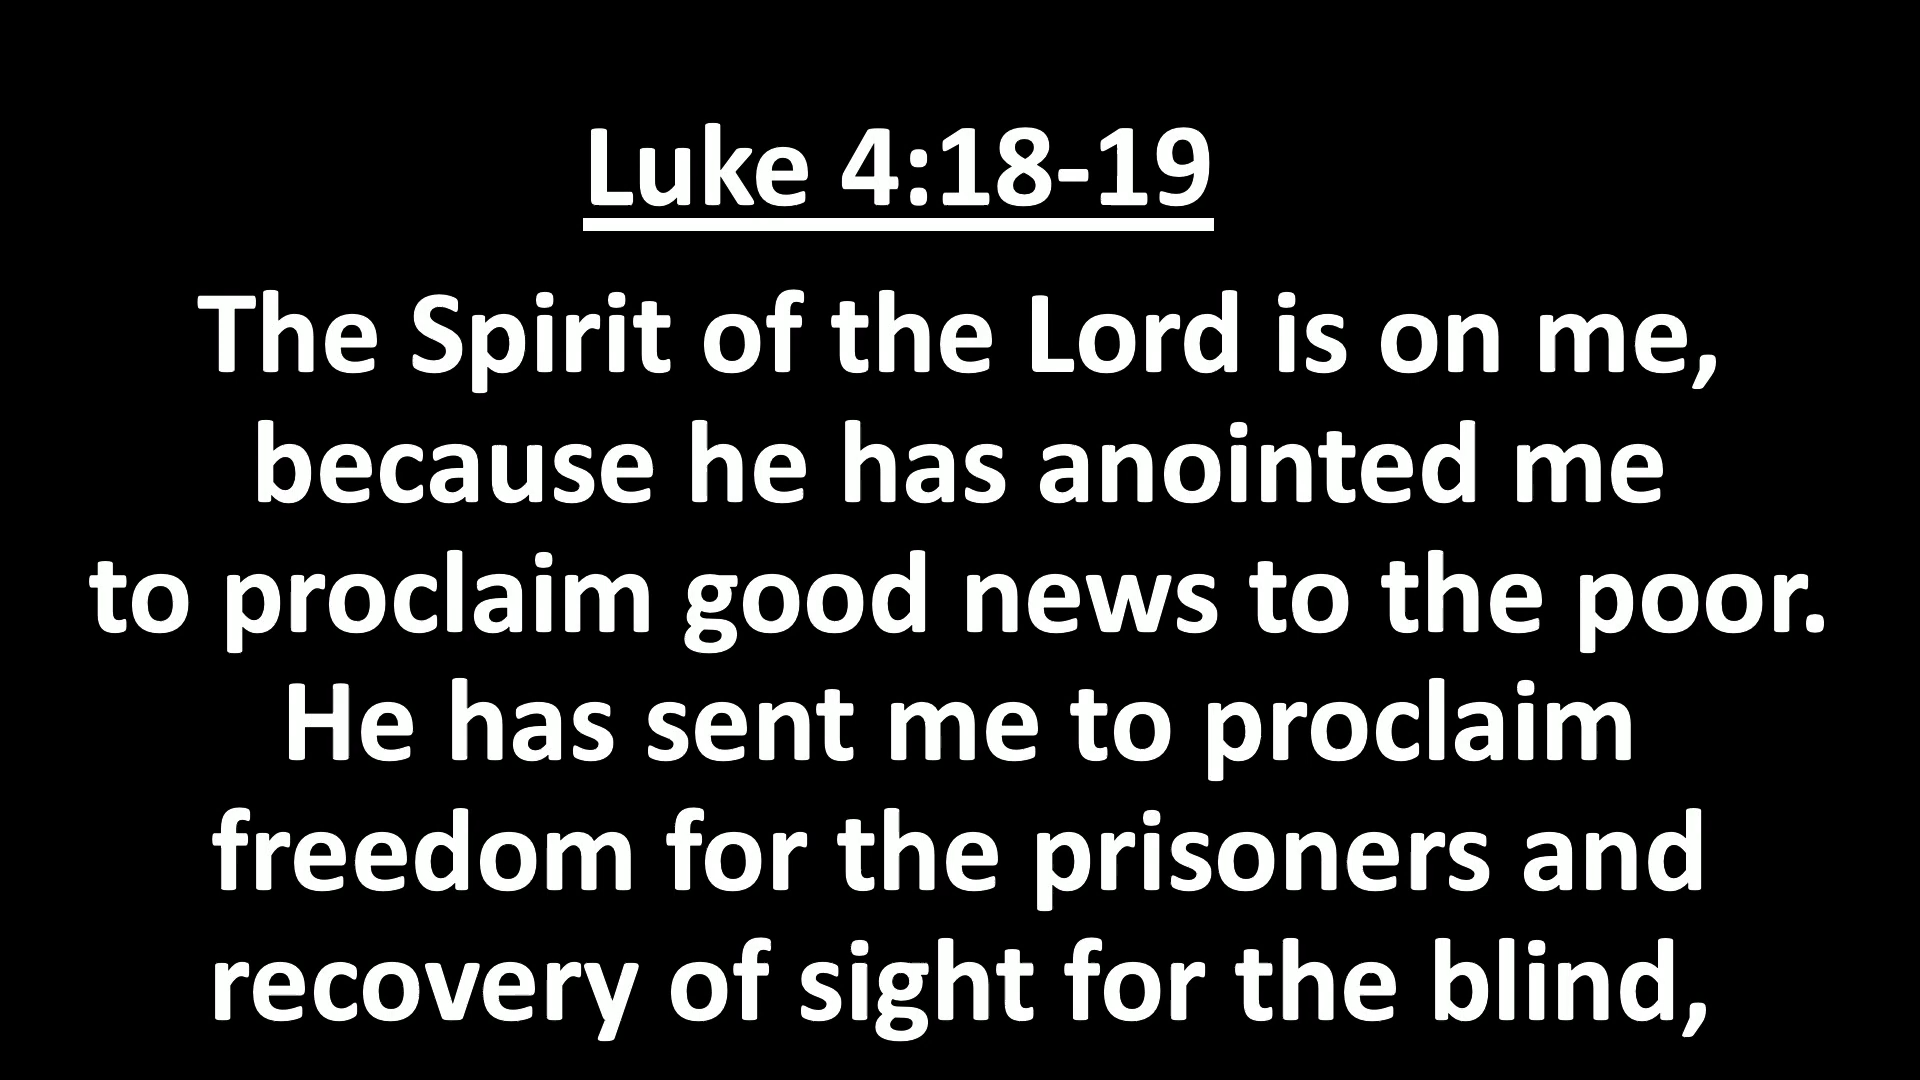 Luke 4:18-19
The Spirit of the Lord is on me,
because he has anointed me
to proclaim good news to the poor.
He has sent me to proclaim
freedom for the prisoners and
recovery of sight for the blind,